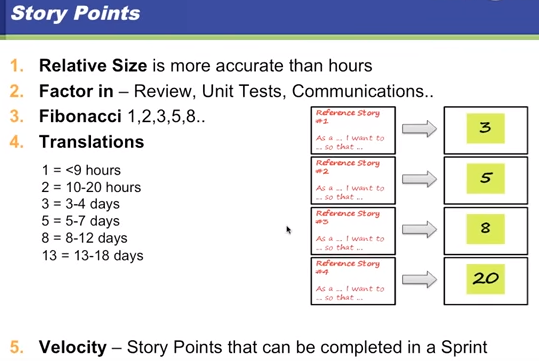 Story Points
1. Relative Size is more accurate than hours
2. Factor in – Review, Unit Tests, Communications..
3. Fibonacci 1,2,3,5,8..
4. Translations
1 = <9 hours
2 = 10-20 hours
3 = 3-4 days
5 = 5-7 days
8 = 8-12 days
13 = 13-18 days
Reference Story
#1
As a ... I want to
... so that ...
3
Reference Story
#2
As a ... I want to
... so that ...
5
Reference Story
#3
As a ... I want to
... so that ...
8
Reference Story
#4
As a ... I want to
... so that ...
20
5. Velocity – Story Points that can be completed in a Sprint